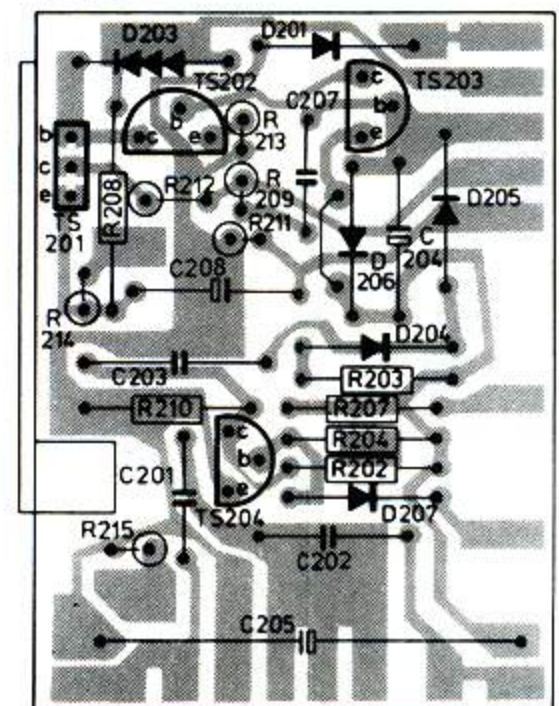 D203
D201
TS202
TS203
C207
c
b
e
b
c
e
b
c
e
R
213
R208
R212
R
209
D205
TS
201
R211
C
204
D
206
C208
R
214
D204
C203
R203
R210
R207
c
R204
b
R202
C201
e
TS204
D207
R215
C202
C205